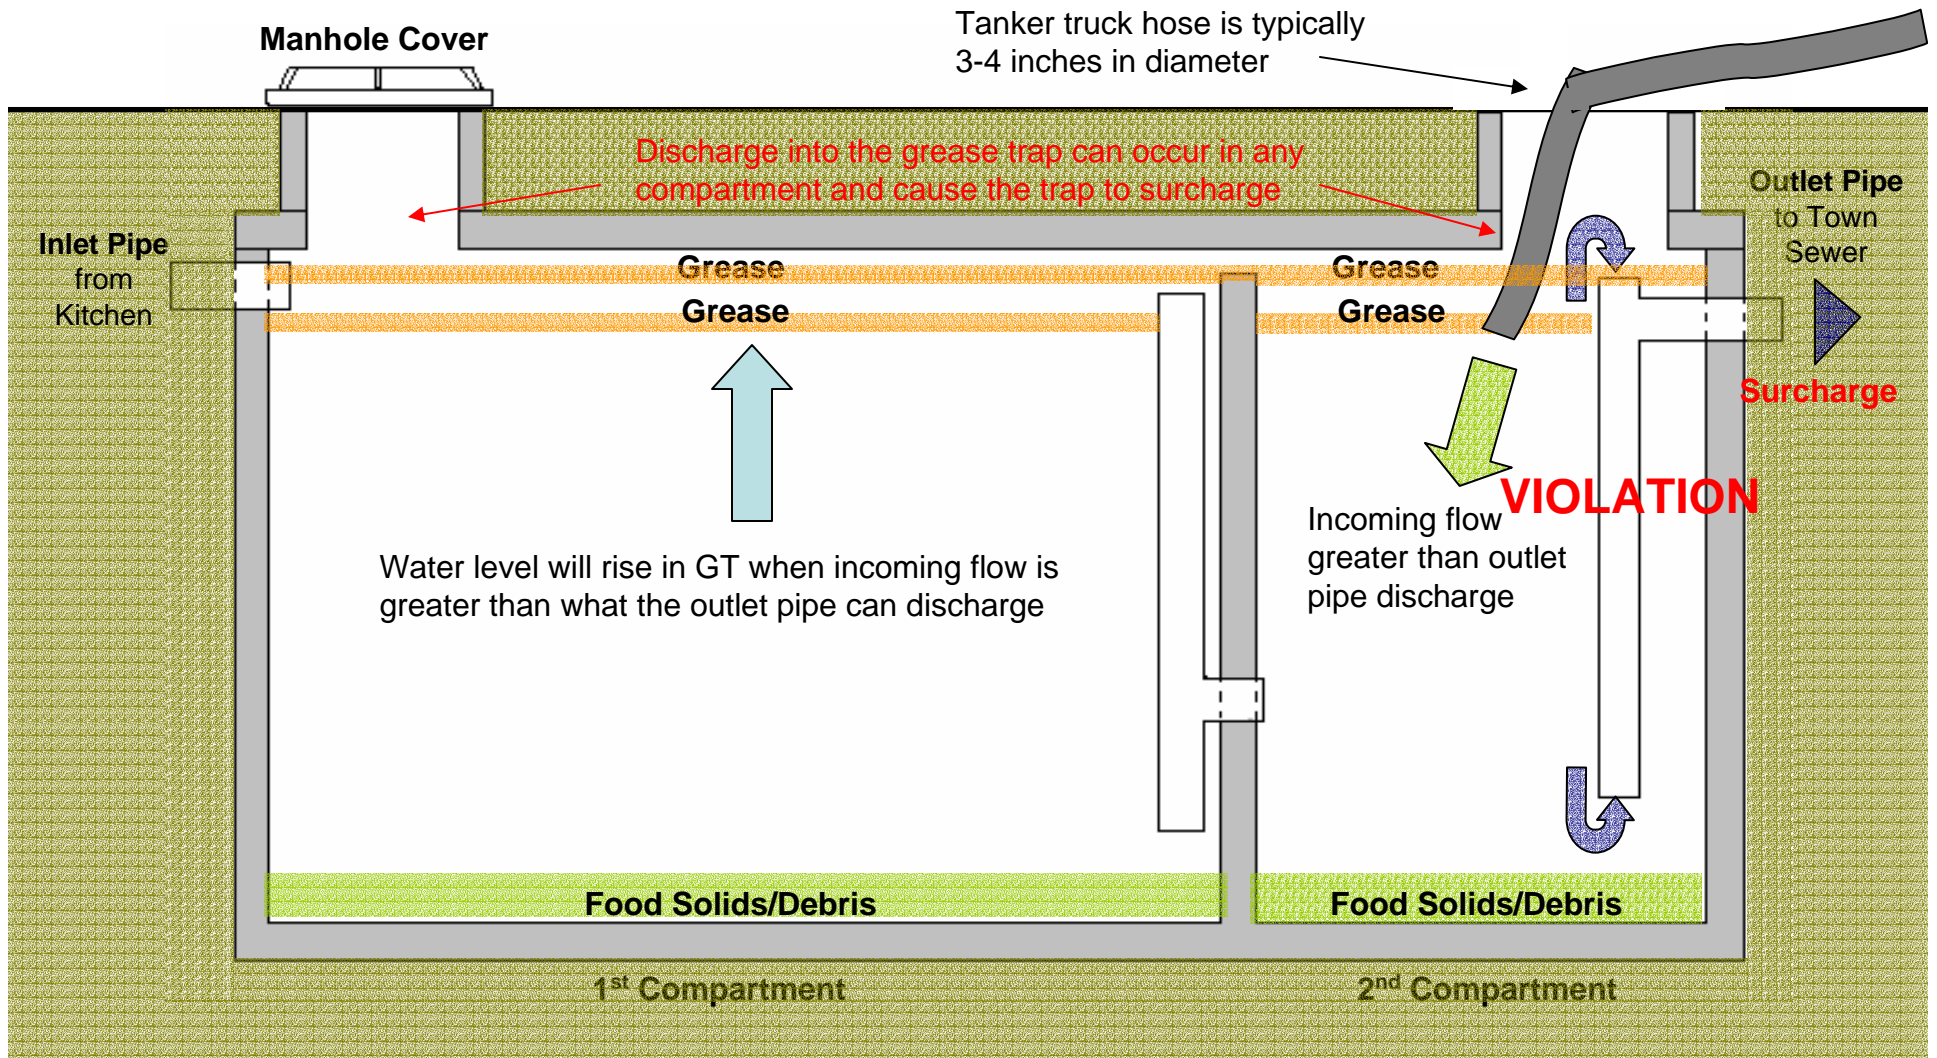 Manhole Cover
Tanker truck hose is typically
3-4 inches in diameter
Discharge into the grease trap can occur in any
compartment and cause the trap to surcharge
Inlet Pipe
from
Kitchen
Outlet Pipe
to Town
Sewer
Grease
Grease
Grease
Grease
Surcharge
VIOLATION
Water level will rise in GT when incoming flow is
greater than what the outlet pipe can discharge
Incoming flow
greater than outlet
pipe discharge
Food Solids/Debris
Food Solids/Debris
1st Compartment
2nd Compartment